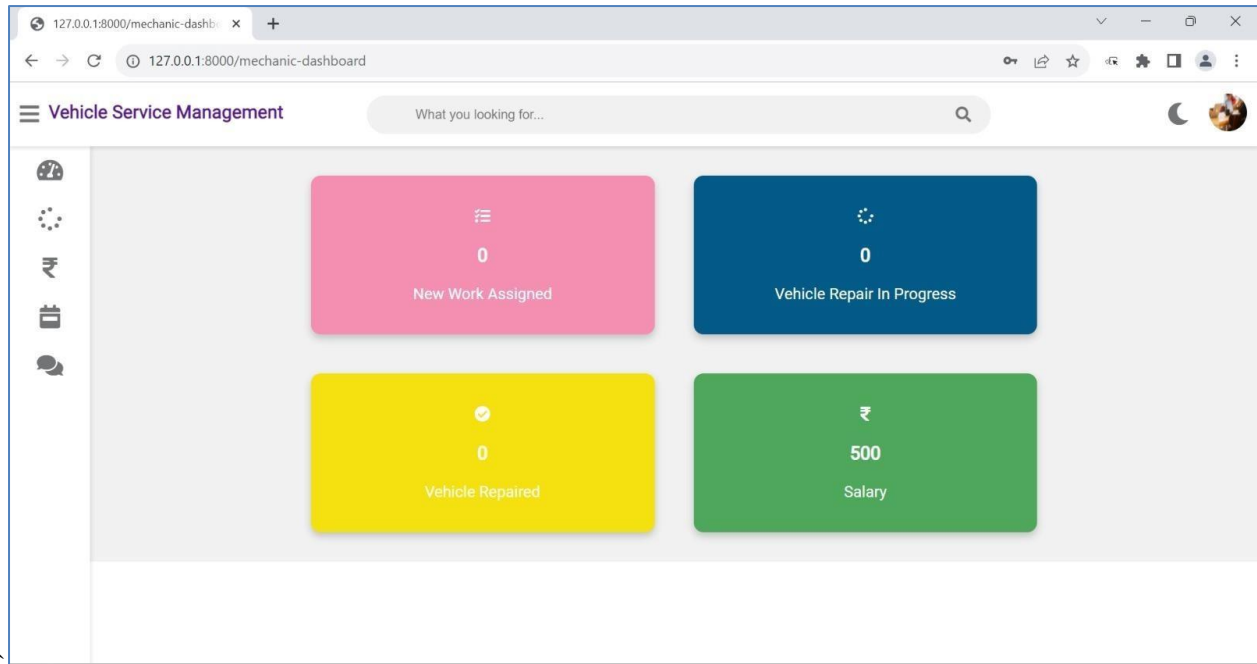 127.0.0.1:8000/mechanic-dashb
127.0.0.1:8000/mechanic-dashboard
Vehicle Service Management
What you looking for...
0
New Work Assigned
0
Vehicle Repair In Progress
₹
0
Vehicle Repaired
₹
500
Salary